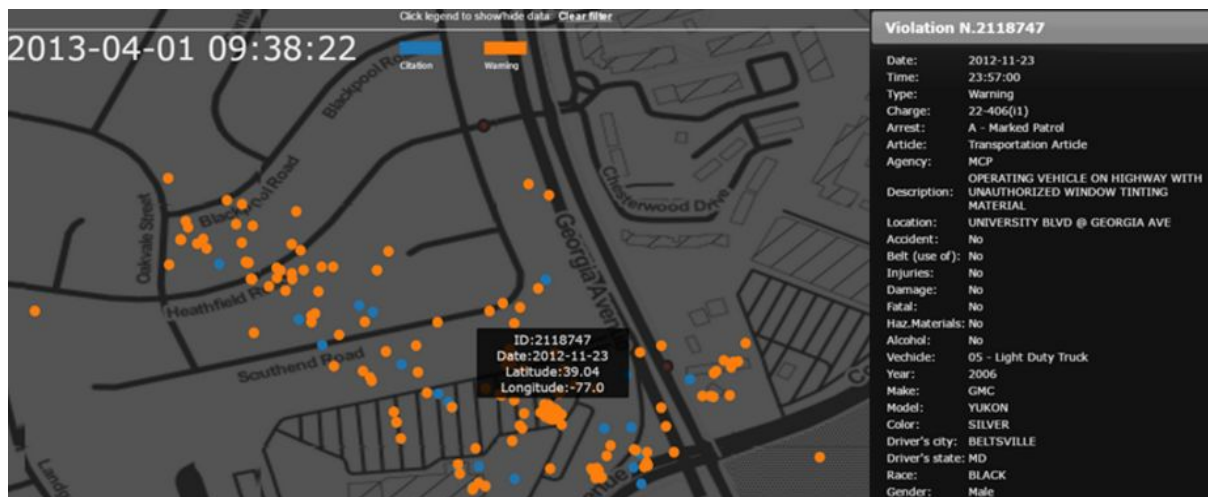 Click legend to show/hide data Clear filter
2013-04-01 09:38:22
Citation
Warning
Blackpool Road
Blackpool Road
Oakvale Street
Heathfield
Southend Road
Georgia Avenue
Chesterwood Drive
ID:2118747
Date:2012-11-23
Latitude:39.04
Longitude:-77.0
Violation N.2118747
Date: 2012-11-23
Time: 23:57:00
Type: Warning
Charge: 22-406(i1)
Arrest: A - Marked Patrol
Article: Transportation Article
Agency: MCP
Description: OPERATING VEHICLE ON HIGHWAY WITH
UNAUTHORIZED WINDOW TINTING
MATERIAL
Location: UNIVERSITY BLVD @ GEORGIA AVE
Accident: No
Belt (use of): No
Injuries: No
Damage: No
Fatal: No
Haz.Materials: No
Alcohol: No
Vechicle: 05 - Light Duty Truck
Year: 2006
Make: GMC
Model: YUKON
Color: SILVER
Driver's city: BELTSVILLE
Driver's state: MD
Race: BLACK
Gender: Male